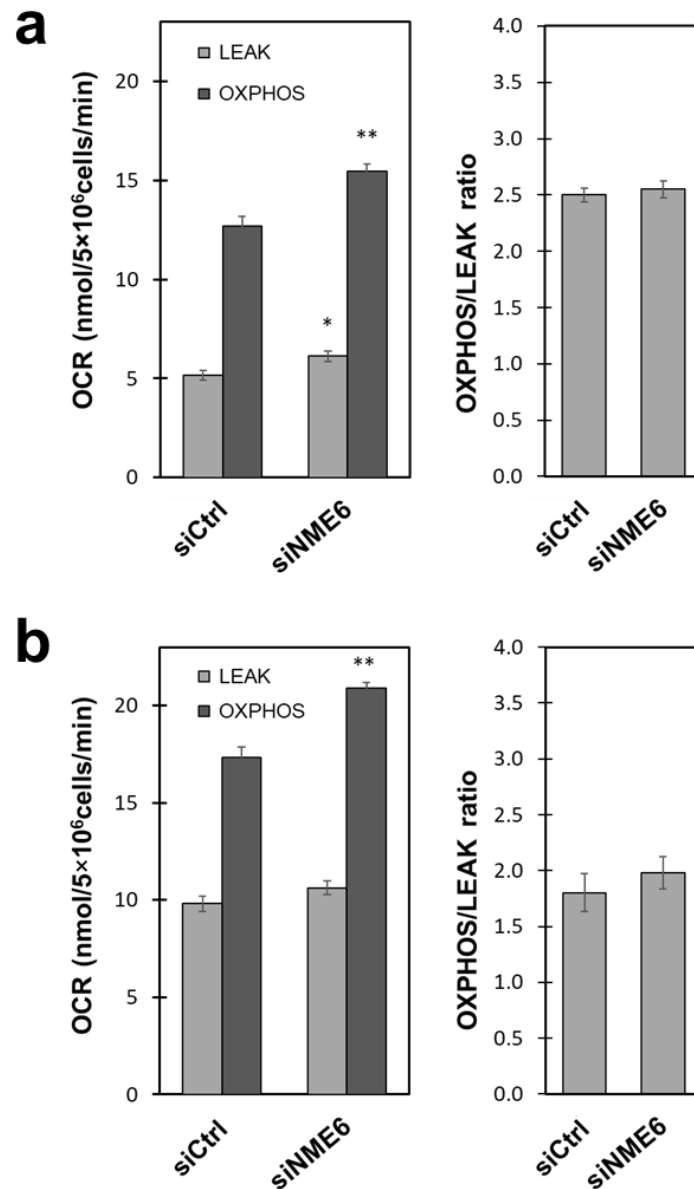 a
LEAK
OXPHOS
OCR (nmol/5×10⁶cells/min)
20
15
10
5
0
*
**
siCtrl
siNME6
OXPHOS/LEAK ratio
4.0
3.5
3.0
2.5
2.0
1.5
1.0
0.5
0.0
siCtrl
siNME6
b
LEAK
OXPHOS
OCR (nmol/5×10⁶cells/min)
20
15
10
5
0
**
siCtrl
siNME6
OXPHOS/LEAK ratio
4.0
3.5
3.0
2.5
2.0
1.5
1.0
0.5
0.0
siCtrl
siNME6